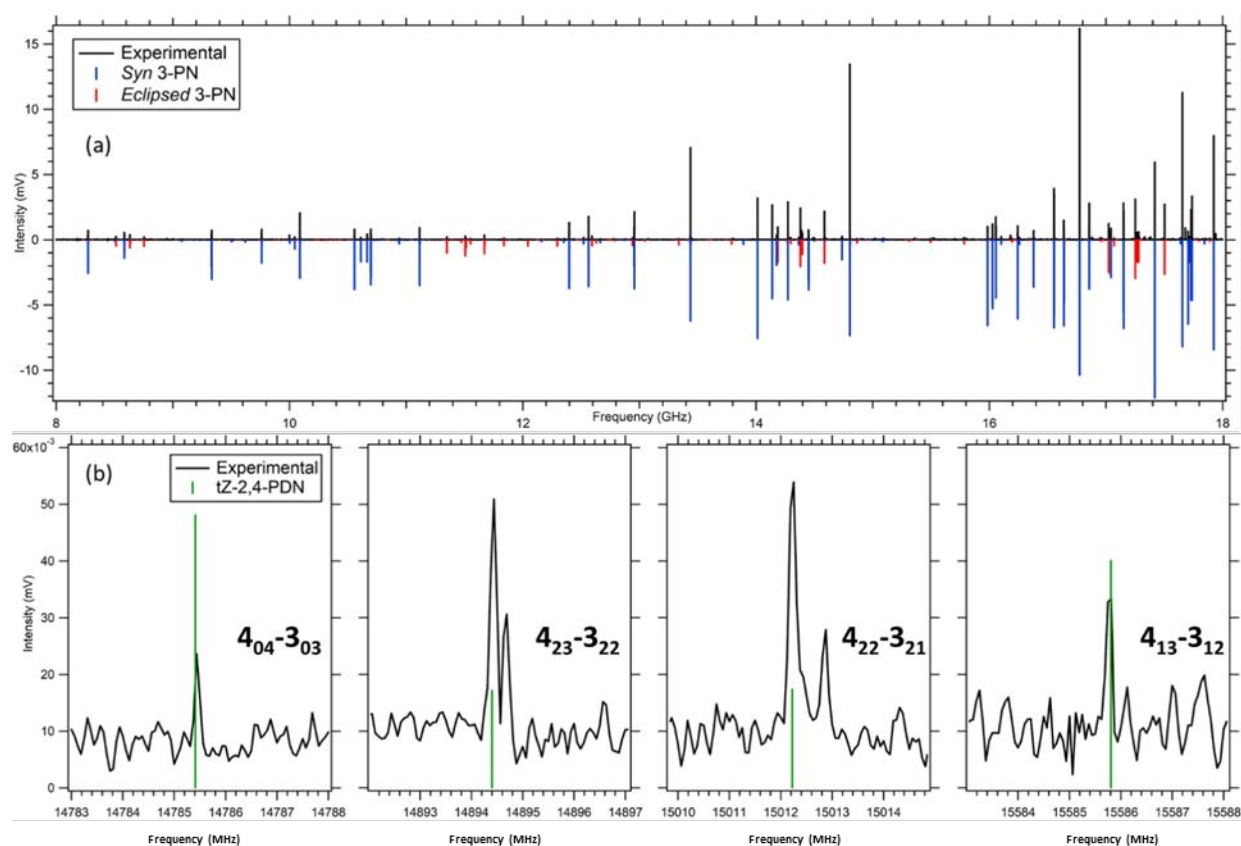 Experimental
Syn 3-PN
Eclipsed 3-PN
(a)
15
10
5
0
-5
-10
Intensity (mV)
8 10 12 14 16 18
Frequency (GHz)
60x10⁻³
50
40
30
20
10
0
Intensity (mV)
(b)
Experimental
tZ-2,4-PDN
4₀₄-3₀₃
4₂₃-3₂₂
4₂₂-3₂₁
4₁₃-3₁₂
14783 14784 14785 14786 14787 14788
14893 14894 14895 14896 14897
15010 15011 15012 15013 15014
15584 15585 15586 15587 15588
Frequency (MHz) Frequency (MHz) Frequency (MHz) Frequency (MHz)